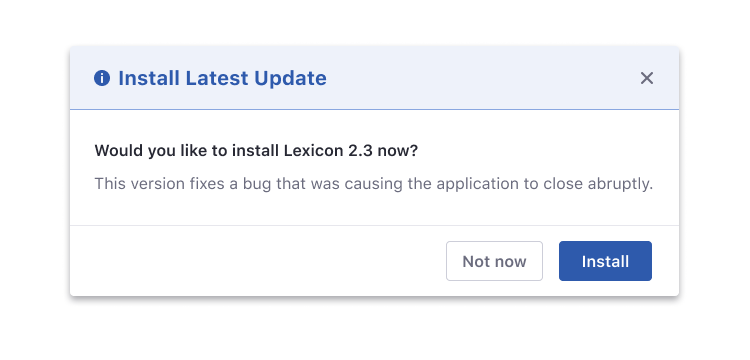 Install Latest Update
Would you like to install Lexicon 2.3 now?
This version fixes a bug that was causing the application to close abruptly.
Not now
Install